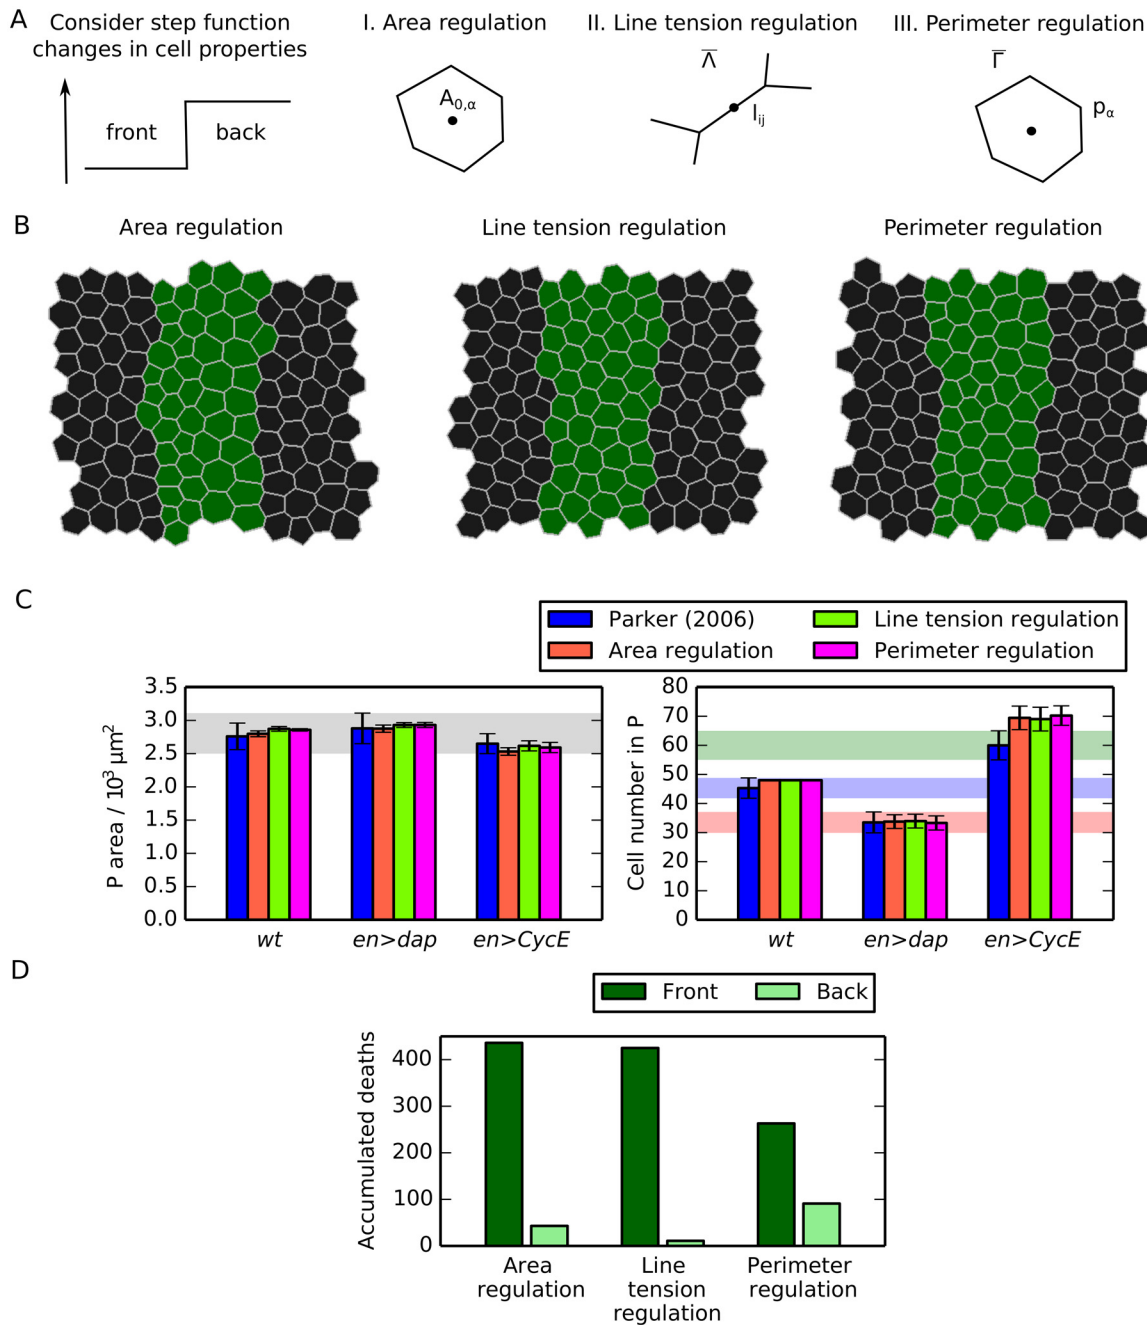 A
Consider step function
changes in cell properties
front
back
I. Area regulation
A0,α
II. Line tension regulation
Λ̅
lij
III. Perimeter regulation
Γ̅
pα
B
Area regulation
Line tension regulation
Perimeter regulation
C
Parker (2006)
Line tension regulation
Area regulation
Perimeter regulation
P area / 10³ μm²
3.5
3.0
2.5
2.0
1.5
1.0
0.5
0.0
wt
en>dap
en>CycE
Cell number in P
80
70
60
50
40
30
20
10
0
wt
en>dap
en>CycE
D
Front
Back
Accumulated deaths
400
300
200
100
0
Area
regulation
Line
tension
regulation
Perimeter
regulation